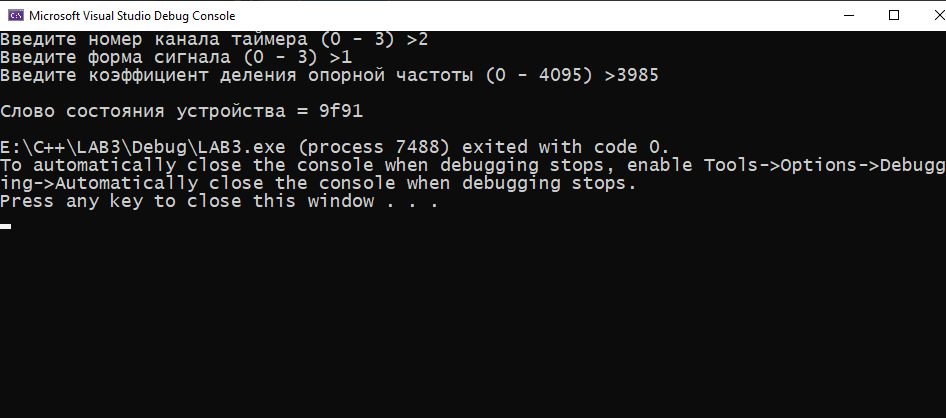 Microsoft Visual Studio Debug Console
Введите номер канала таймера (0 - 3) >2
Введите форма сигнала (0 - 3) >1
Введите коэффициент деления опорной частоты (0 - 4095) >3985
Слово состояния устройства = 9f91
E:\C++\LAB3\Debug\LAB3.exe (process 7488) exited with code 0.
To automatically close the console when debugging stops, enable Tools->Options->Debugg
ing->Automatically close the console when debugging stops.
Press any key to close this window . . .